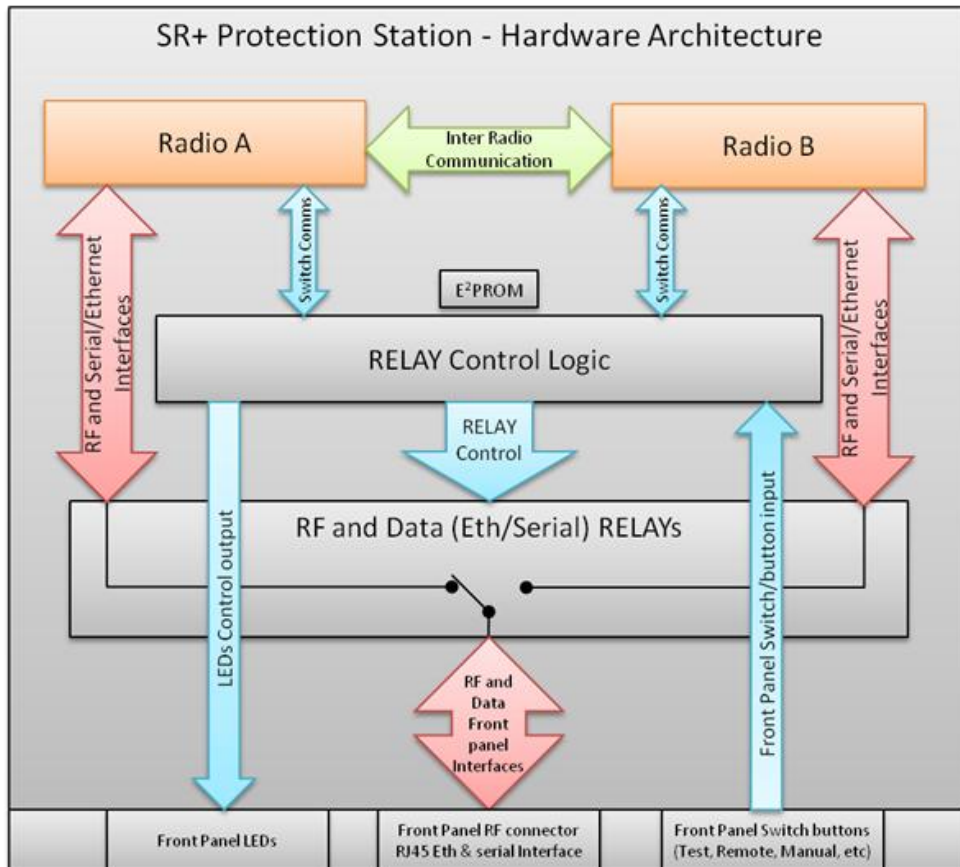 SR+ Protection Station - Hardware Architecture
Radio A
Inter Radio
Communication
Radio B
RF and Serial/Ethernet
Interfaces
Switch Comms
E²PROM
Switch Comms
RF and Serial/Ethernet
Interfaces
RELAY Control Logic
RELAY
Control
RF and Data (Eth/Serial) RELAYs
LEDs Control output
Front Panel Switch/button input
RF and
Data
Front
panel
Interfaces
Front Panel LEDs
Front Panel RF connector
RJ45 Eth & serial Interface
Front Panel Switch buttons
(Test, Remote, Manual, etc)